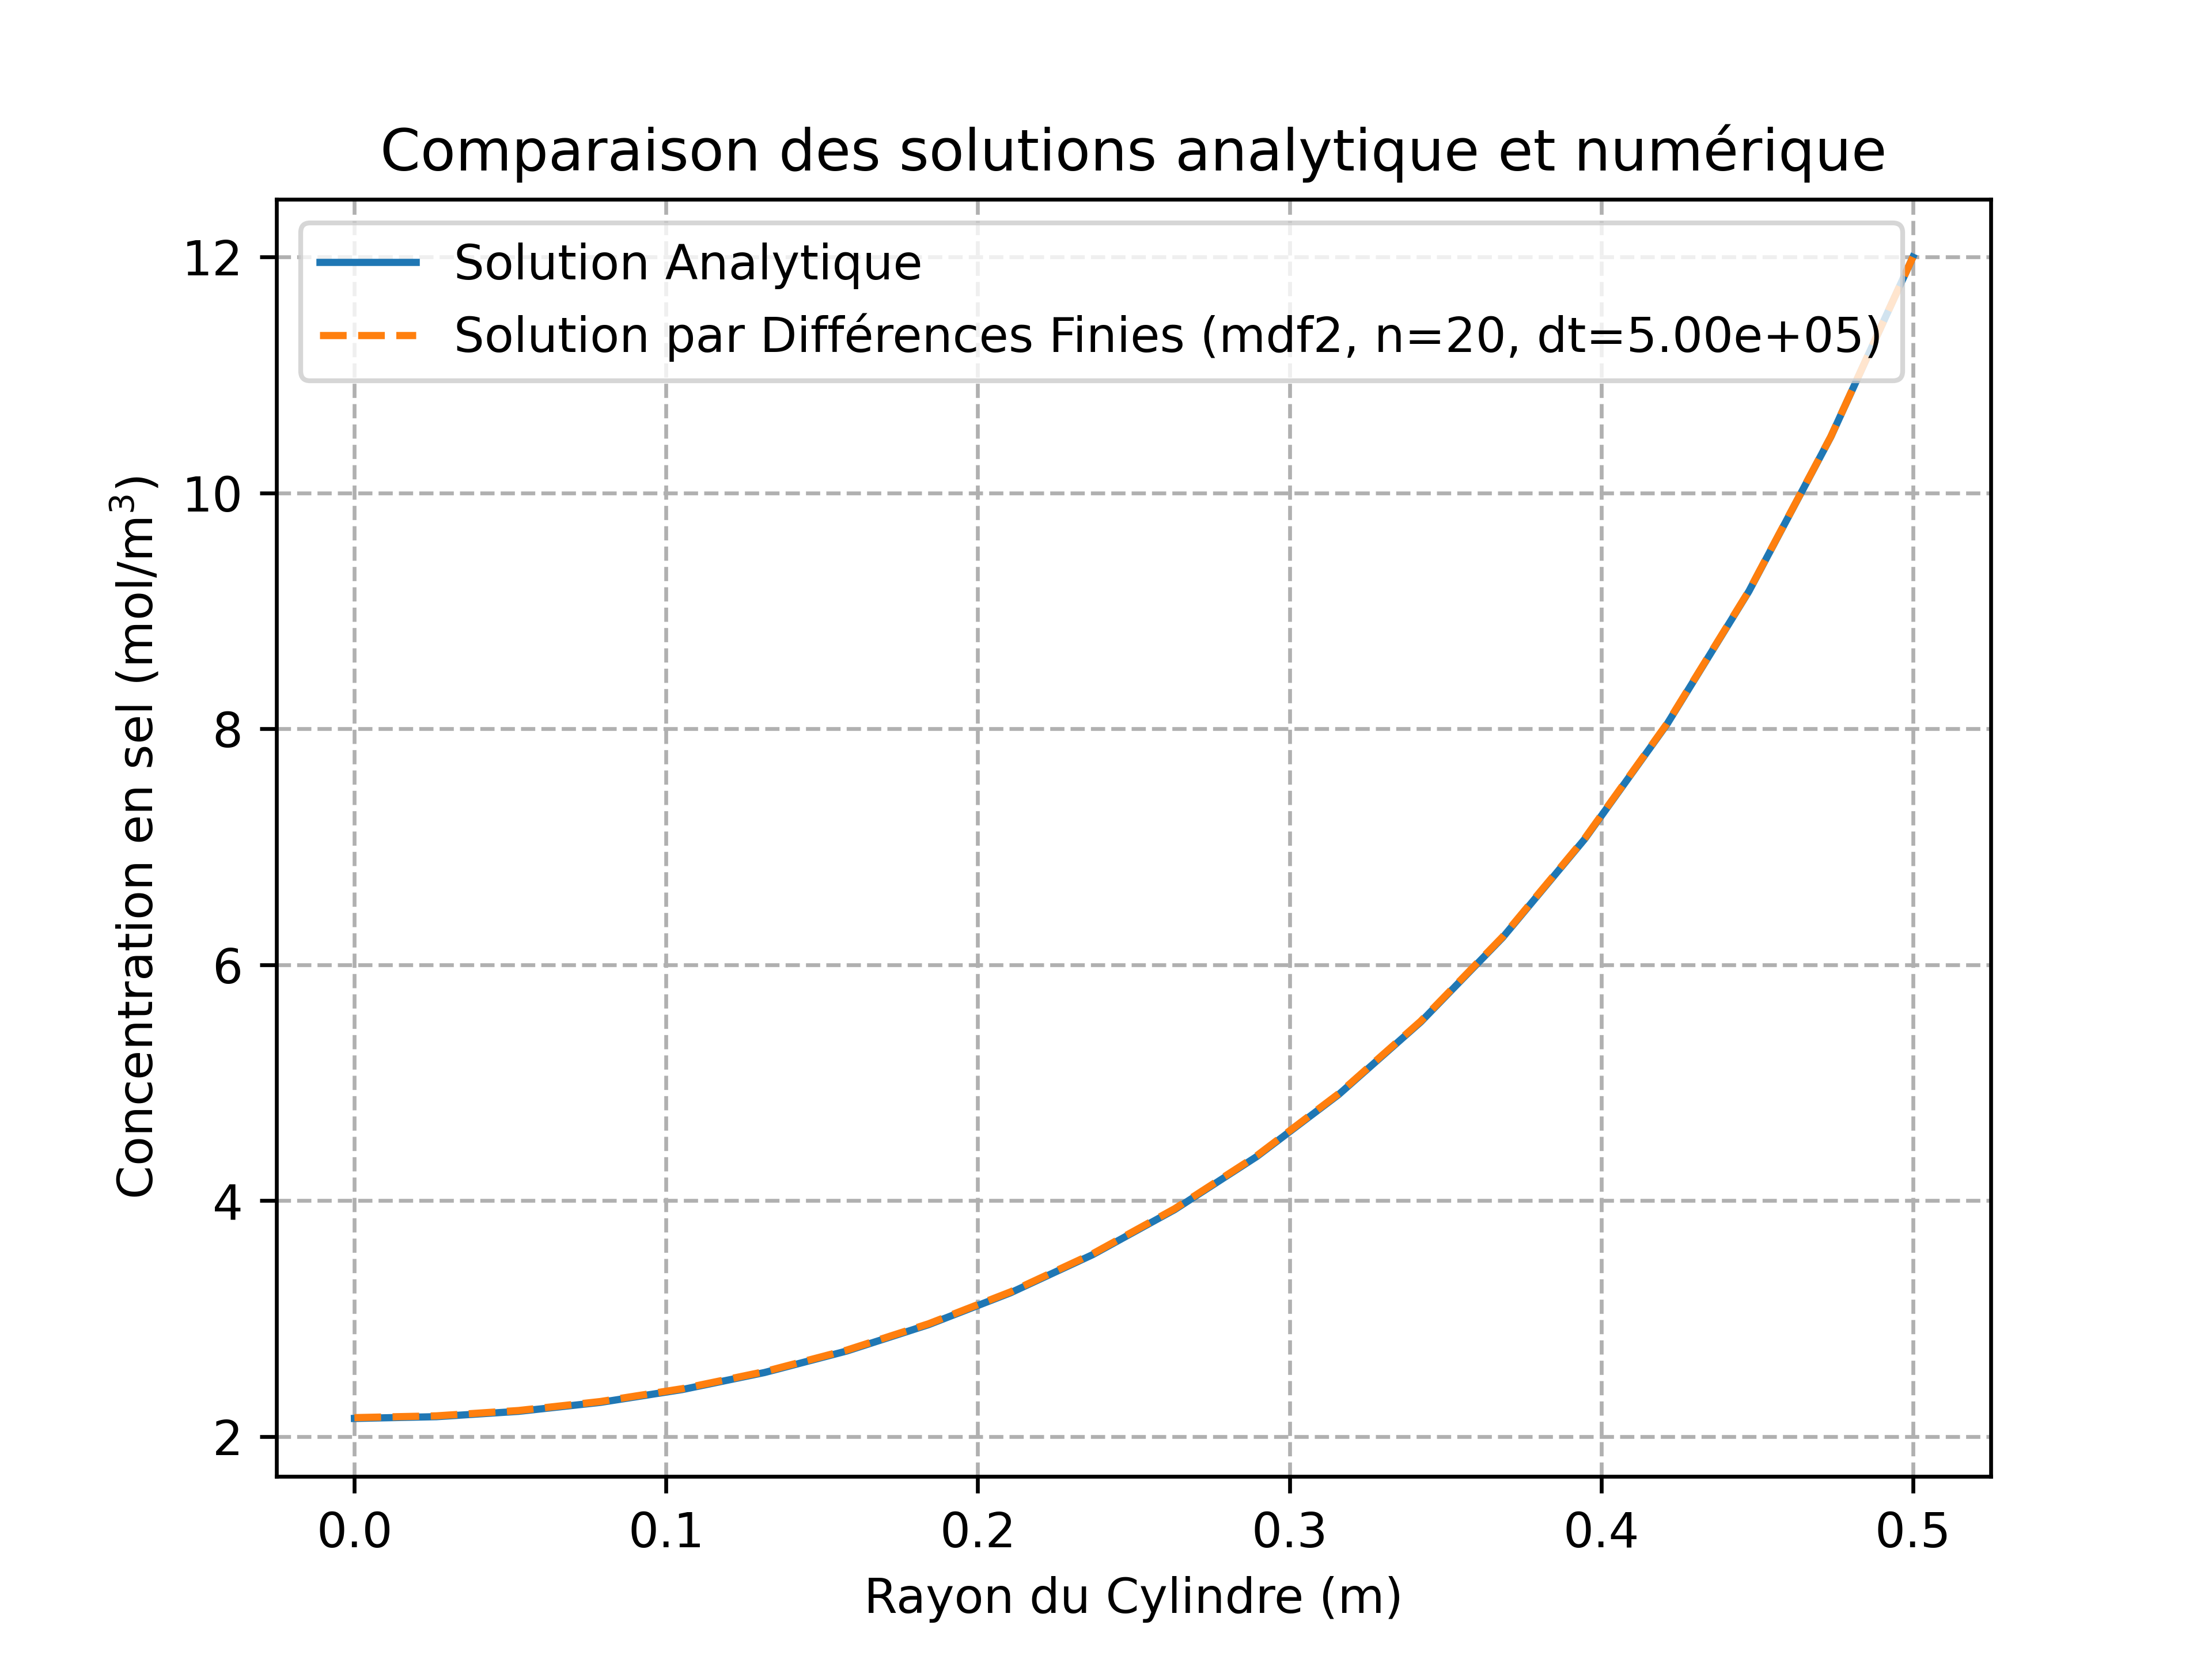 Comparaison des solutions analytique et numérique
Solution Analytique
Solution par Différences Finies (mdf2, n=20, dt=5.00e+05)
Concentration en sel (mol/m³)
12
10
8
6
4
2
0.0 0.1 0.2 0.3 0.4 0.5
Rayon du Cylindre (m)